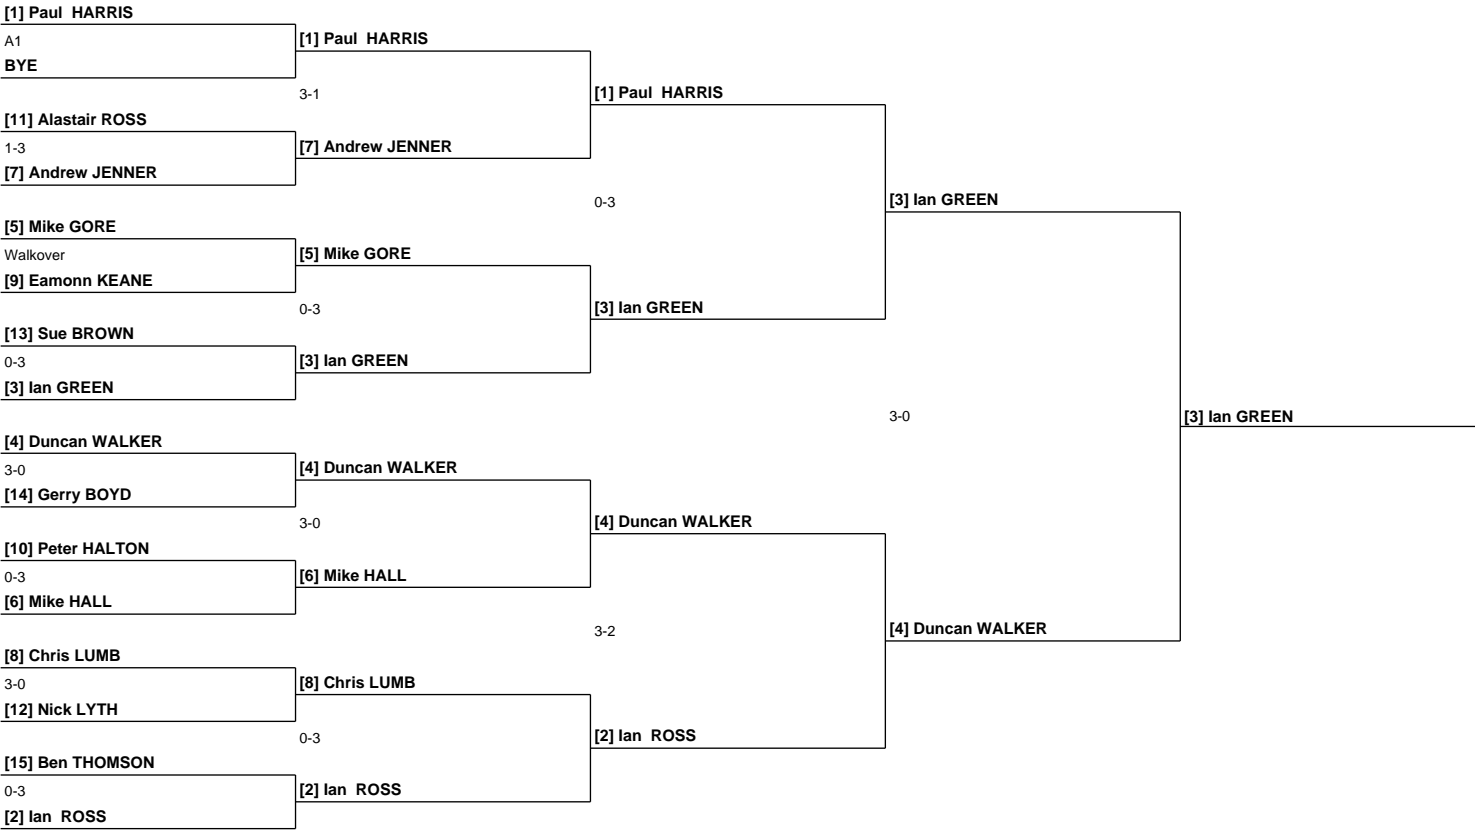 [1] Paul  HARRIS
A1
BYE
[11] Alastair ROSS
1-3
[7] Andrew JENNER
[5] Mike GORE
Walkover
[9] Eamonn KEANE
[13] Sue BROWN
0-3
[3] Ian GREEN
[4] Duncan WALKER
3-0
[14] Gerry BOYD
[10] Peter HALTON
0-3
[6] Mike HALL
[8] Chris LUMB
3-0
[12] Nick LYTH
[15] Ben THOMSON
0-3
[2] Ian  ROSS
[1] Paul  HARRIS
3-1
[7] Andrew JENNER
[5] Mike GORE
0-3
[3] Ian GREEN
[4] Duncan WALKER
3-0
[6] Mike HALL
[8] Chris LUMB
0-3
[2] Ian  ROSS
[1] Paul  HARRIS
0-3
[3] Ian GREEN
[4] Duncan WALKER
3-2
[2] Ian  ROSS
[3] Ian GREEN
3-0
[4] Duncan WALKER
[3] Ian GREEN